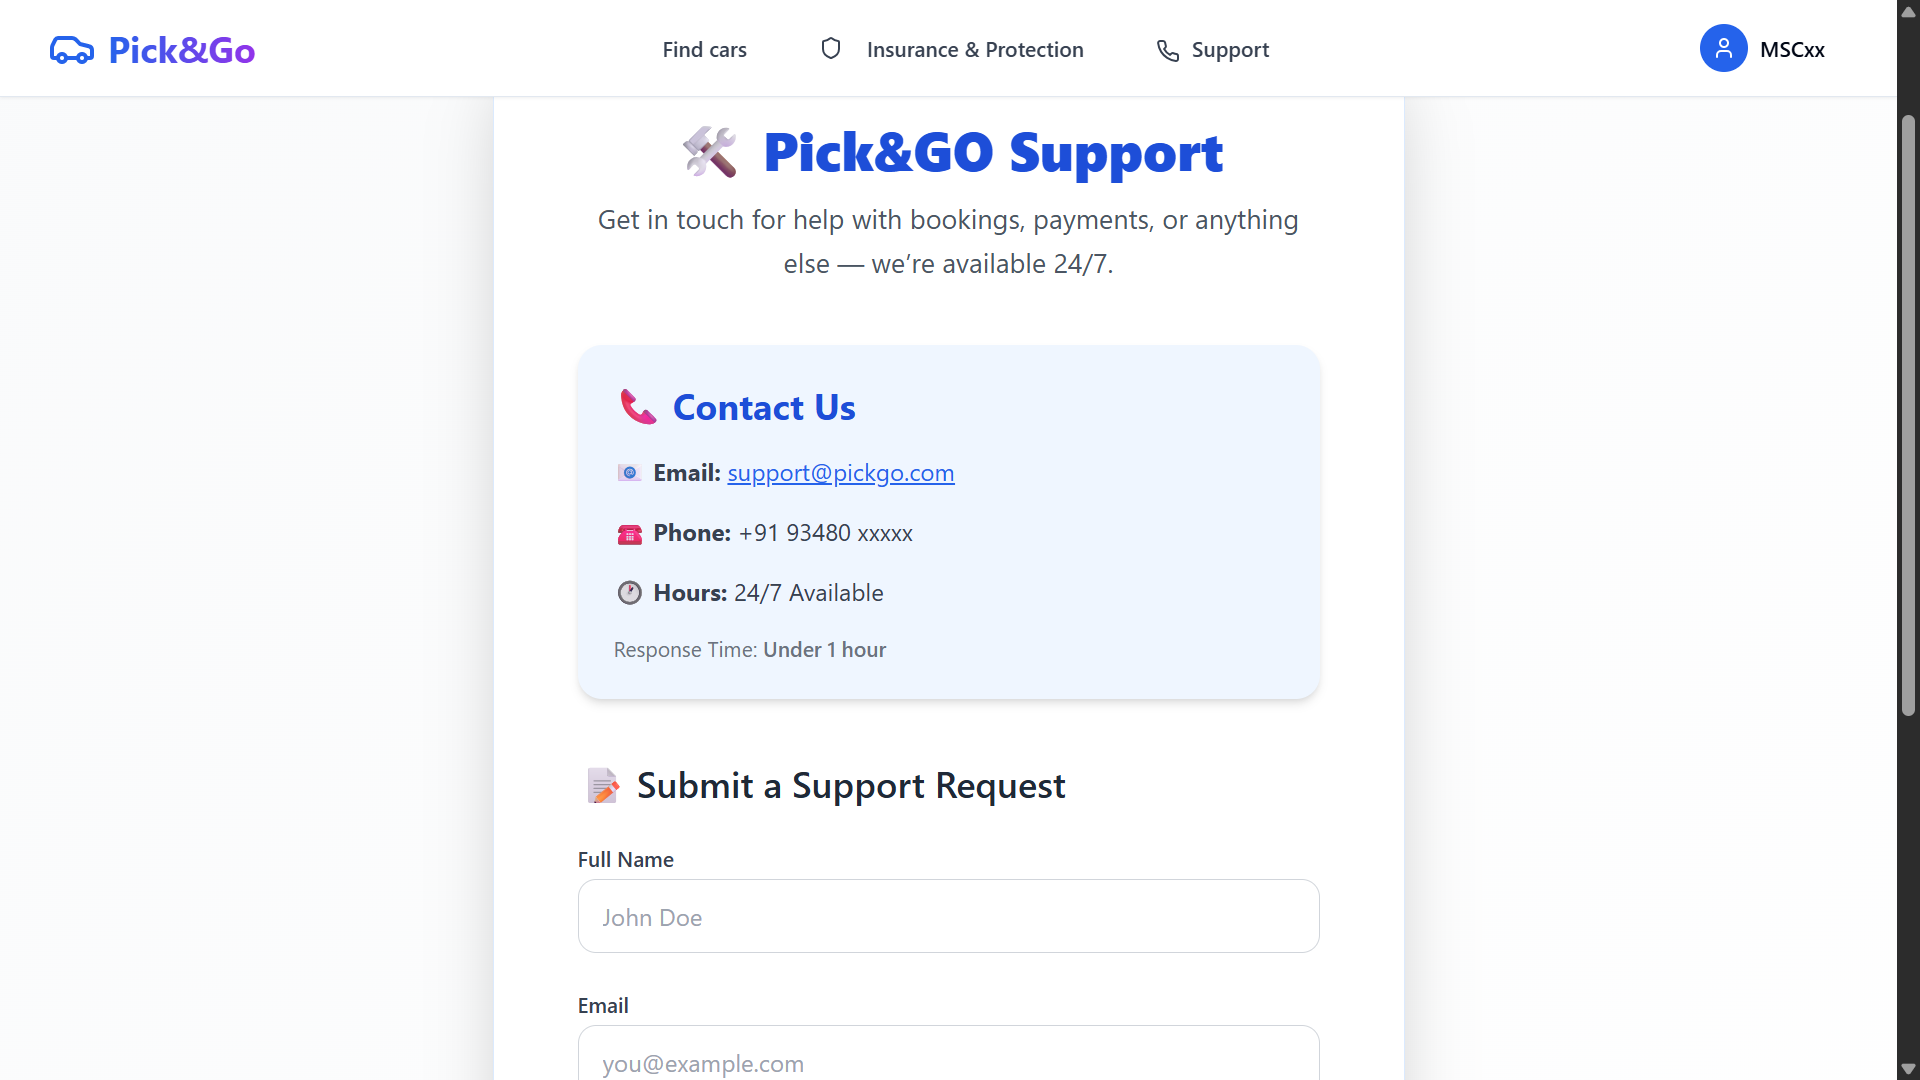 Pick&Go
Find cars
Insurance & Protection
Support
MSCxx
Pick&GO Support
Get in touch for help with bookings, payments, or anything
else — we’re available 24/7.
Contact Us
Email: support@pickgo.com
Phone: +91 93480 xxxxx
Hours: 24/7 Available
Response Time: Under 1 hour
Submit a Support Request
Full Name
John Doe
Email
you@example.com